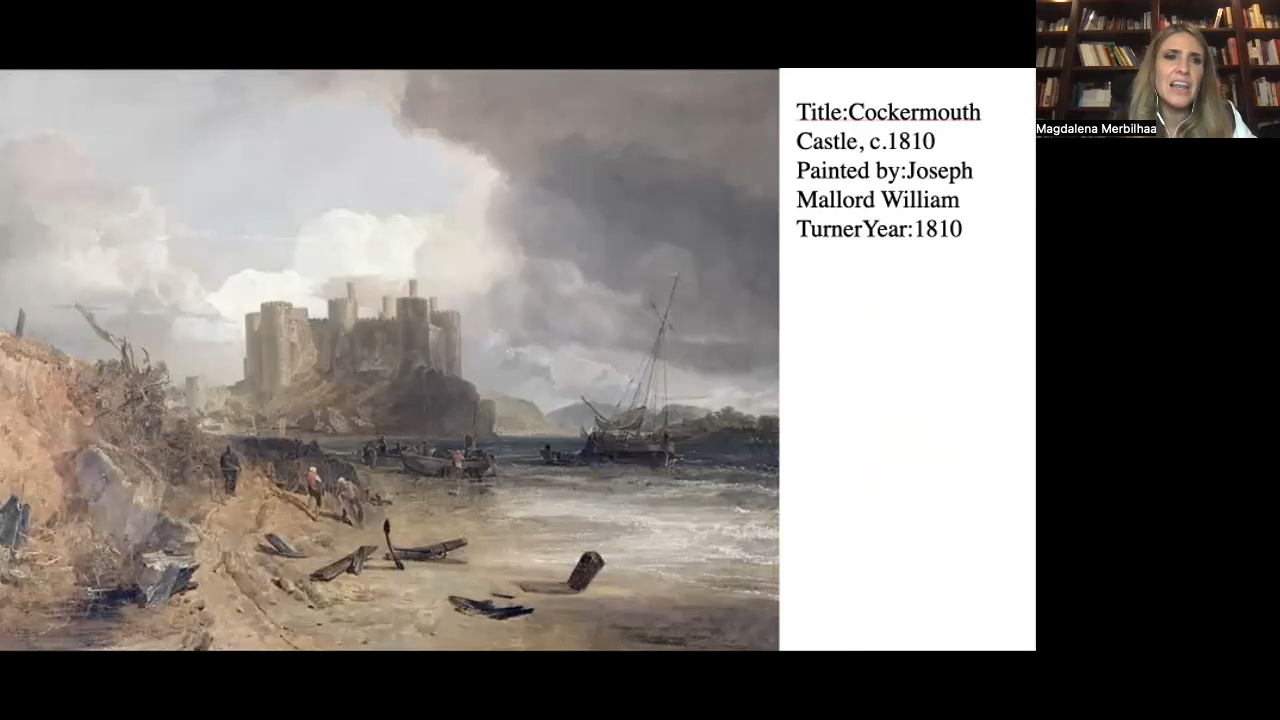 Title:Cockermouth
Castle, c.1810
Painted by:Joseph
Mallord William
TurnerYear:1810
Magdalena Merbilhaa